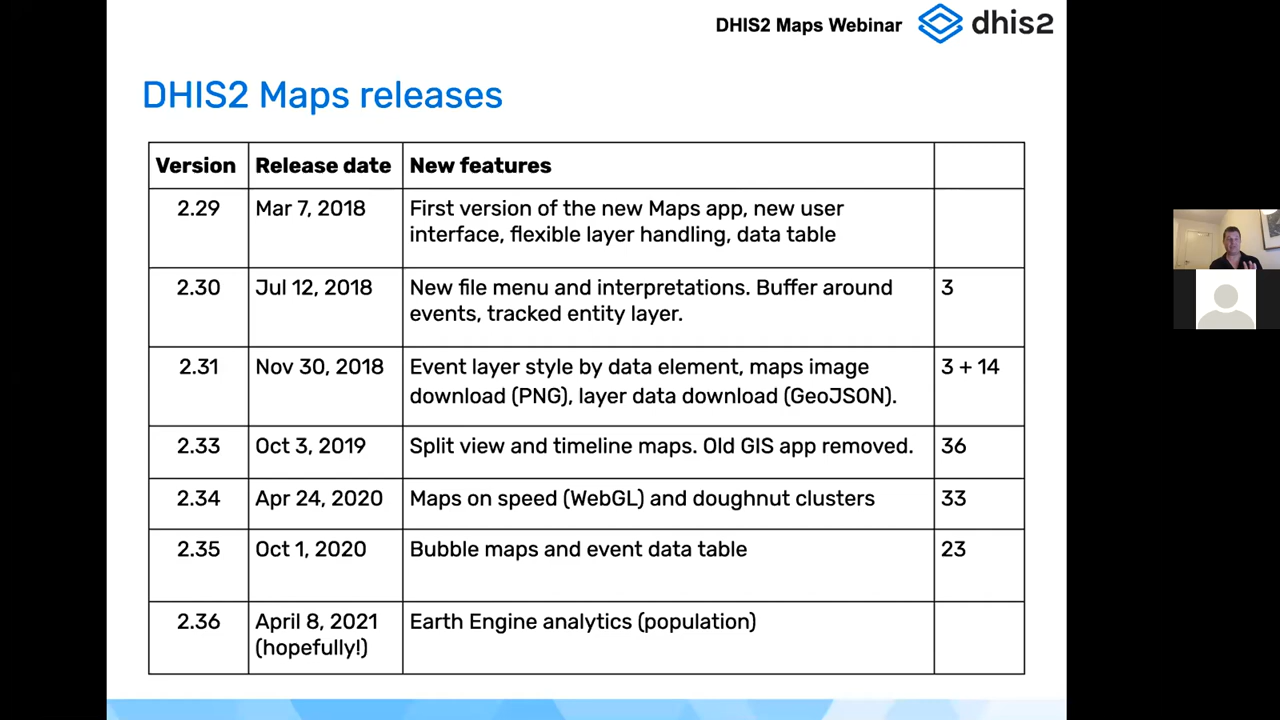 DHIS2 Maps Webinar dhis2
DHIS2 Maps releases
Version Release date New features
2.29 Mar 7, 2018 First version of the new Maps app, new user
interface, flexible layer handling, data table
2.30 Jul 12, 2018 New file menu and interpretations. Buffer around 3
events, tracked entity layer.
2.31 Nov 30, 2018 Event layer style by data element, maps image 3 + 14
download (PNG), layer data download (GeoJSON).
2.33 Oct 3, 2019 Split view and timeline maps. Old GIS app removed. 36
2.34 Apr 24, 2020 Maps on speed (WebGL) and doughnut clusters 33
2.35 Oct 1, 2020 Bubble maps and event data table 23
2.36 April 8, 2021 Earth Engine analytics (population)
(hopefully!)